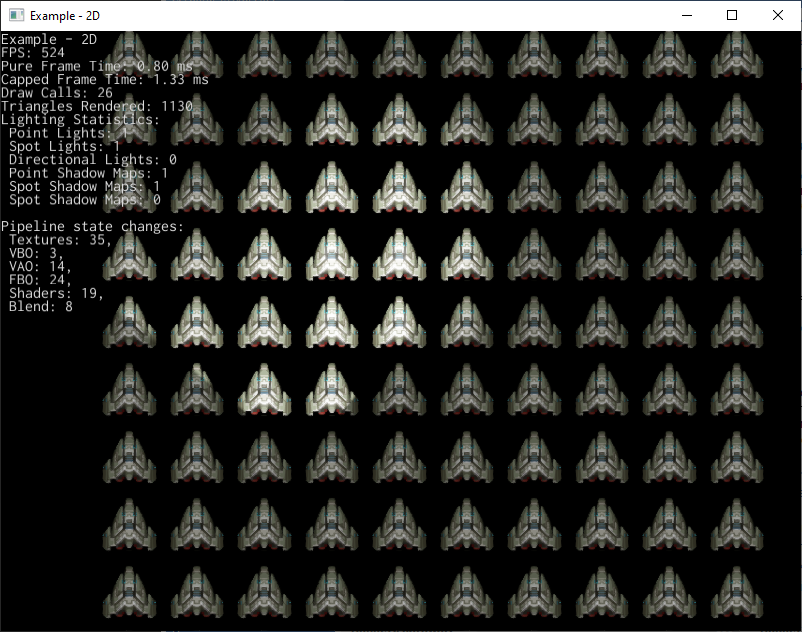 Example - 2D
Example - 2D
FPS: 524
Pure Frame Time: 0.80 ms
Capped Frame Time: 1.33 ms
Draw Calls: 26
Triangles Rendered: 1130
Lighting Statistics:
Point Lights: 1
Spot Lights: 1
Directional Lights: 0
Point Shadow Maps: 1
Spot Shadow Maps: 1
Spot Shadow Maps: 0
Pipeline state changes:
Textures: 35,
VBO: 3,
VAO: 14,
FBO: 24,
Shaders: 19,
Blend: 8